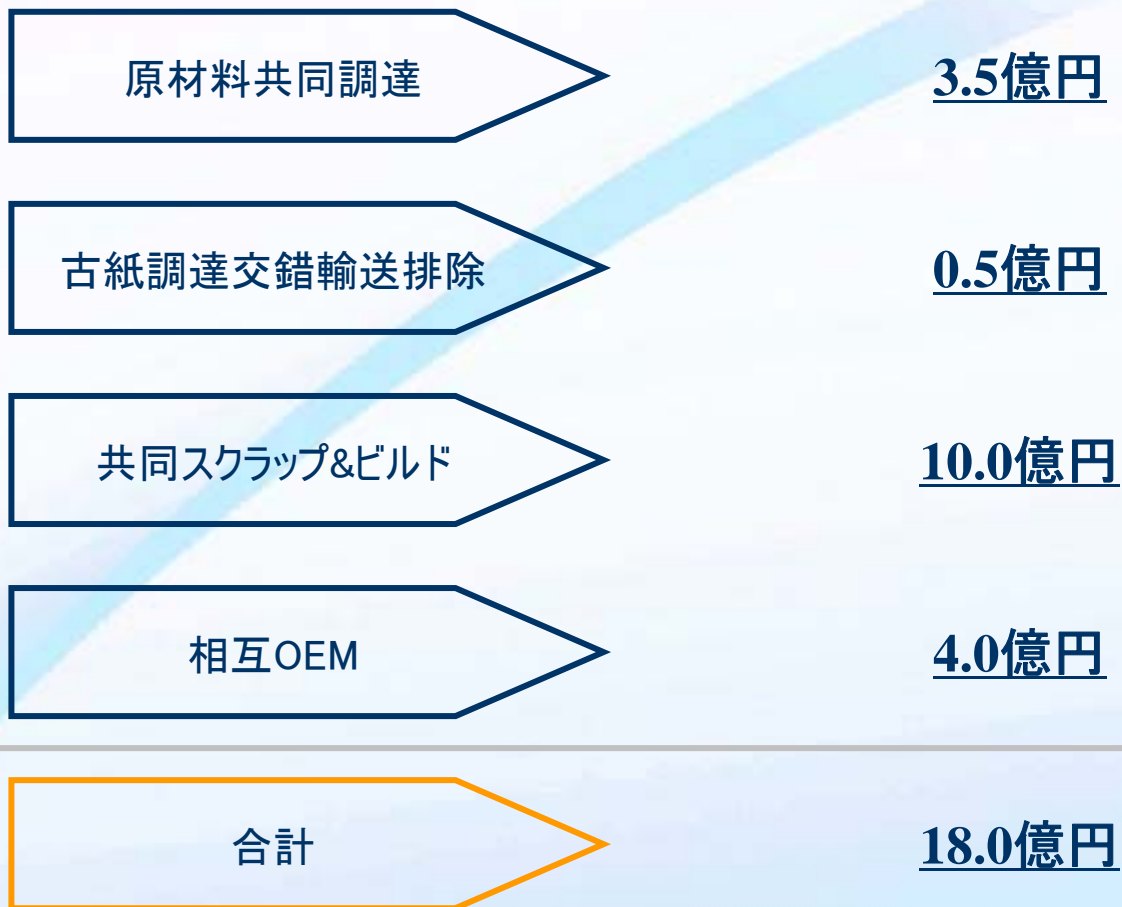 原材料共同調達 3.5億円
古紙調達交錯輸送排除 0.5億円
共同スクラップ&ビルド 10.0億円
相互OEM 4.0億円
合計 18.0億円